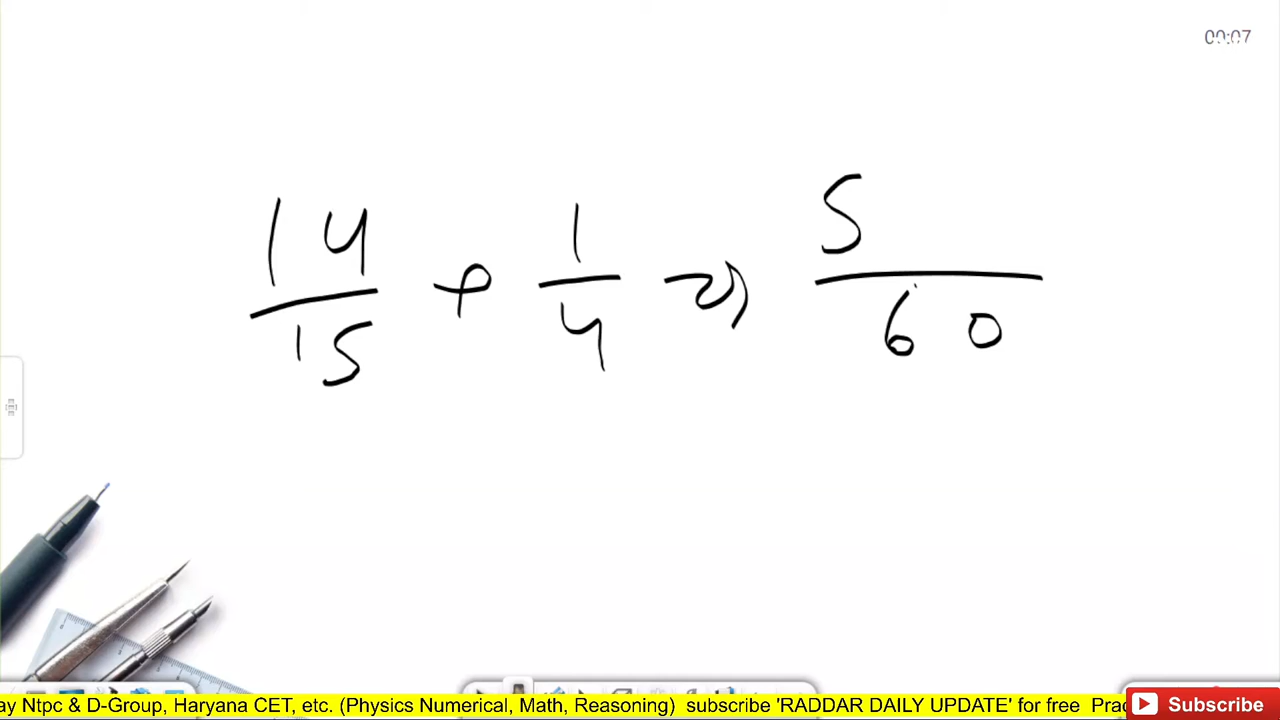 00:07
14/15 + 1/4 ⇒ 5/60
ay Ntpc & D-Group, Haryana CET, etc. (Physics Numerical, Math, Reasoning) subscribe 'RADDAR DAILY UPDATE' for free Prac
Subscribe